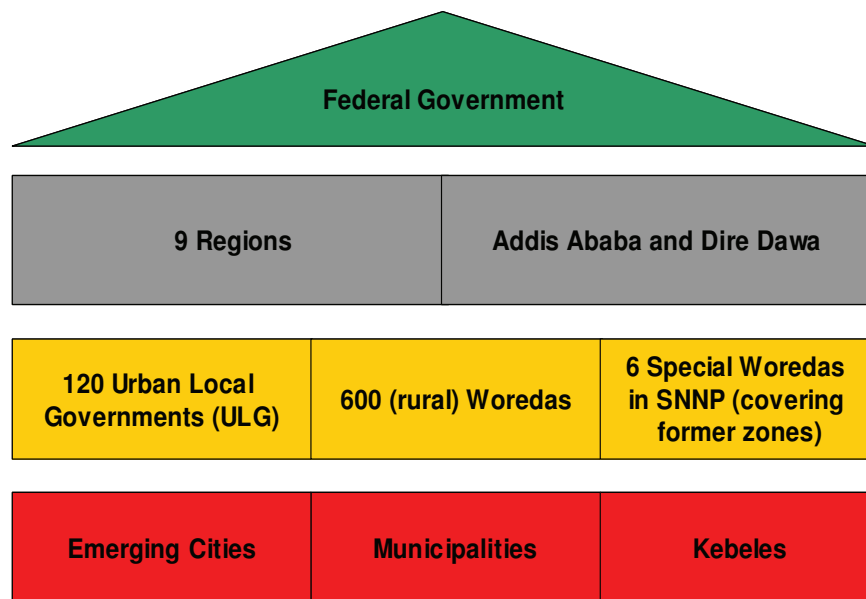 Federal Government
9 Regions
Addis Ababa and Dire Dawa
120 Urban Local
Governments (ULG)
600 (rural) Woredas
6 Special Woredas
in SNNP (covering
former zones)
Emerging Cities
Municipalities
Kebeles